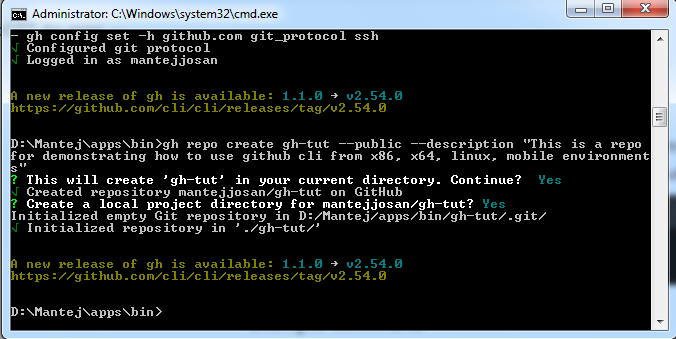 Administrator: C:\Windows\system32\cmd.exe
- gh config set -h github.com git_protocol ssh
√ Configured git protocol
√ Logged in as mantejjosan
A new release of gh is available: 1.1.0 → v2.54.0
https://github.com/cli/cli/releases/tag/v2.54.0
D:\Mantej\apps\bin>gh repo create gh-tut --public --description "This is a repo
for demonstrating how to use github cli from x86, x64, linux, mobile environment
s"
? This will create 'gh-tut' in your current directory. Continue?  Yes
√ Created repository mantejjosan/gh-tut on GitHub
? Create a local project directory for mantejjosan/gh-tut? Yes
Initialized empty Git repository in D:/Mantej/apps/bin/gh-tut/.git/
√ Initialized repository in './gh-tut/'
A new release of gh is available: 1.1.0 → v2.54.0
https://github.com/cli/cli/releases/tag/v2.54.0
D:\Mantej\apps\bin>